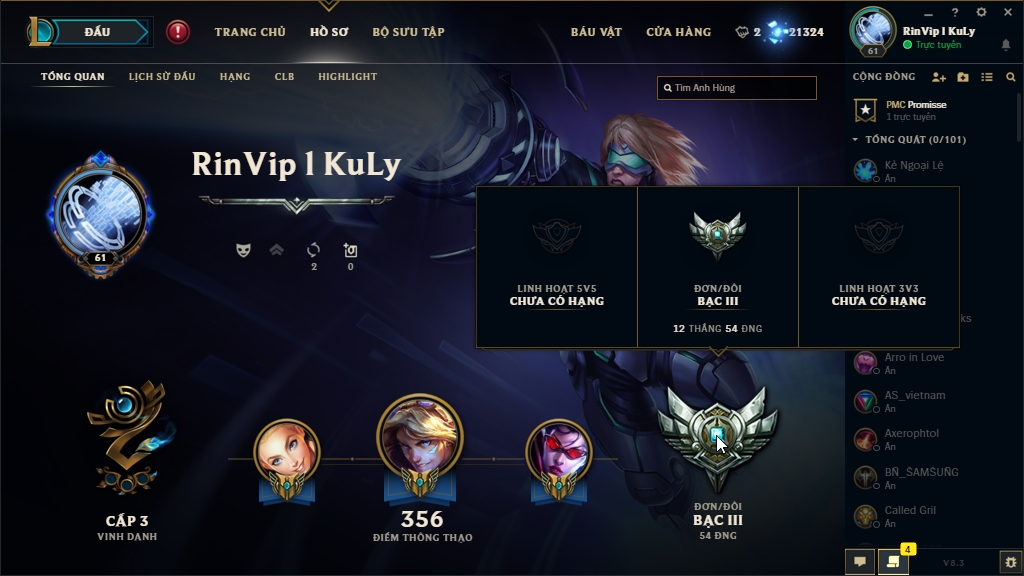 ĐẤU
TRANG CHỦ
HỒ SƠ
BỘ SƯU TẬP
BÁU VẬT
CỬA HÀNG
2
21324
?
RinVip l KuLy
Trực tuyến
61
TỔNG QUAN
LỊCH SỬ ĐẤU
HẠNG
CLB
HIGHLIGHT
Tìm Anh Hùng
CỘNG ĐỒNG
PMC Promisse
1 trực tuyến
TỔNG QUÁT (0/101)
Kẻ Ngoại Lệ
Ẩn
RinVip l KuLy
61
2
0
LINH HOẠT 5V5
CHƯA CÓ HẠNG
ĐƠN/ĐÔI
BẠC III
12 THẮNG 54 ĐNG
LINH HOẠT 3V3
CHƯA CÓ HẠNG
ks
Arro in Love
Ẩn
AS_vietnam
Ẩn
Axerophtol
Ẩn
BÑ_ŠAMŠUÑG
Ẩn
Called Gril
Ẩn
CẤP 3
VINH DANH
356
ĐIỂM THÔNG THẠO
ĐƠN/ĐÔI
BẠC III
54 ĐNG
4
V8.3